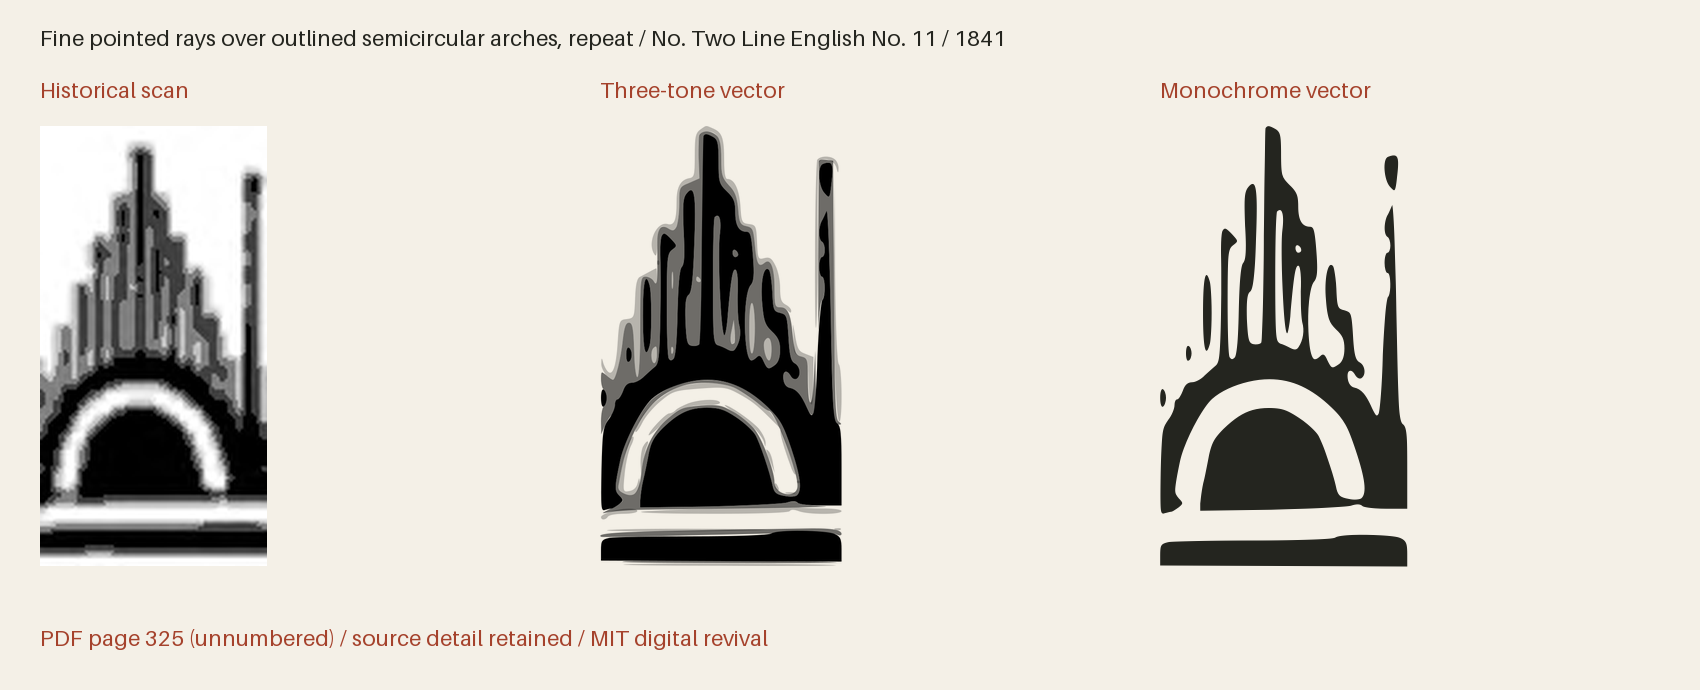 Fine pointed rays over outlined semicircular arches, repeat / No. Two Line English No. 11 / 1841
Historical scan
Three-tone vector
Monochrome vector
PDF page 325 (unnumbered) / source detail retained / MIT digital revival